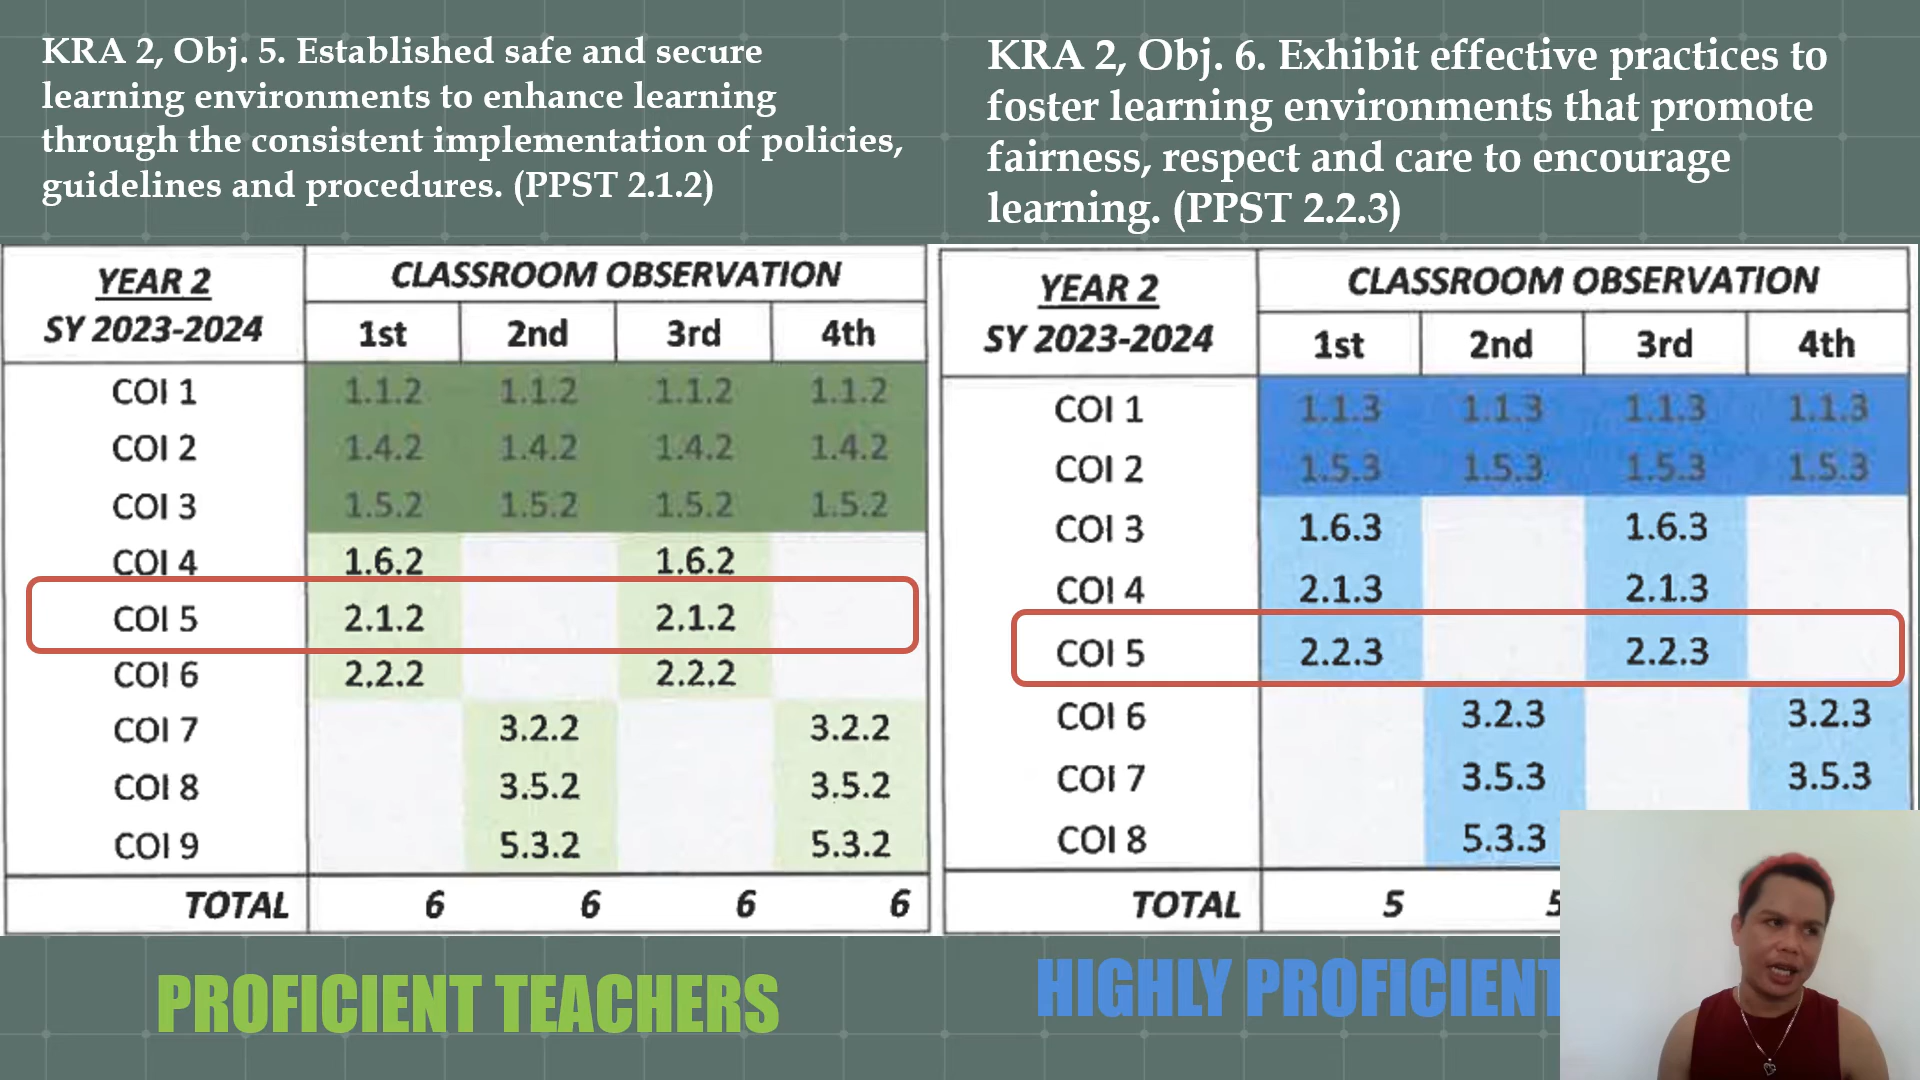 KRA 2, Obj. 5. Established safe and secure
learning environments to enhance learning
through the consistent implementation of policies,
guidelines and procedures. (PPST 2.1.2)
YEAR 2
SY 2023-2024
CLASSROOM OBSERVATION
1st 2nd 3rd 4th
COI 1 1.1.2 1.1.2 1.1.2 1.1.2
COI 2 1.4.2 1.4.2 1.4.2 1.4.2
COI 3 1.5.2 1.5.2 1.5.2 1.5.2
COI 4 1.6.2 1.6.2
COI 5 2.1.2 2.1.2
COI 6 2.2.2 2.2.2
COI 7 3.2.2 3.2.2
COI 8 3.5.2 3.5.2
COI 9 5.3.2 5.3.2
TOTAL 6 6 6 6
PROFICIENT TEACHERS
KRA 2, Obj. 6. Exhibit effective practices to
foster learning environments that promote
fairness, respect and care to encourage
learning. (PPST 2.2.3)
YEAR 2
SY 2023-2024
CLASSROOM OBSERVATION
1st 2nd 3rd 4th
COI 1 1.1.3 1.1.3 1.1.3 1.1.3
COI 2 1.5.3 1.5.3 1.5.3 1.5.3
COI 3 1.6.3 1.6.3
COI 4 2.1.3 2.1.3
COI 5 2.2.3 2.2.3
COI 6 3.2.3 3.2.3
COI 7 3.5.3 3.5.3
COI 8 5.3.3
TOTAL 5 5
HIGHLY PROFICIENT